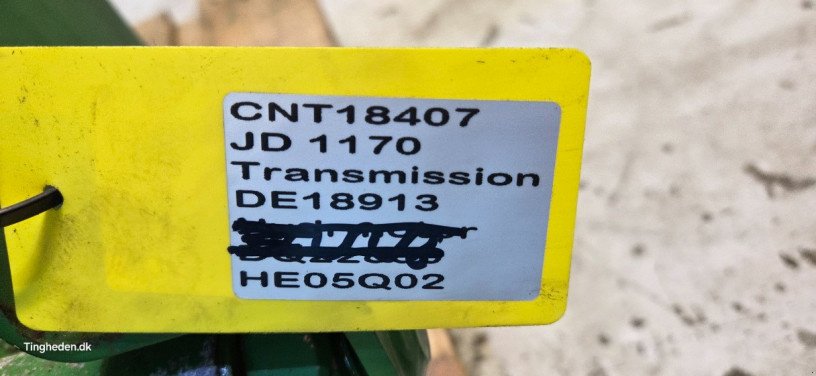 CNT18407
JD 1170
Transmission
DE18913
HE05Q02
Tingheden.dk